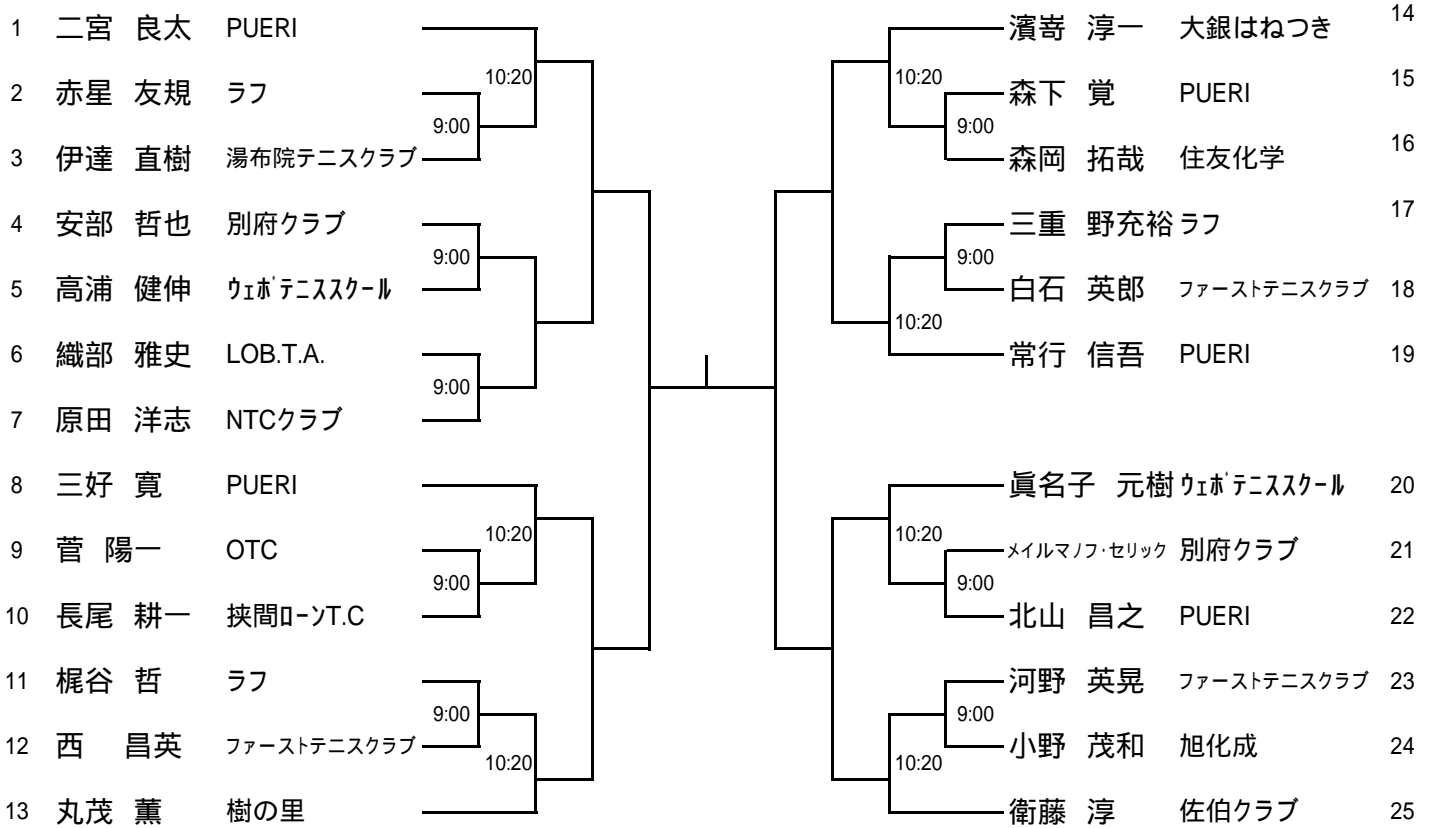 1 二宮 良太 PUERI
10:20
2 赤星 友規 ラフ
9:00
3 伊達 直樹 湯布院テニスクラブ
4 安部 哲也 別府クラブ
9:00
5 高浦 健伸 ｳｪﾎﾞﾃﾆｽｽｸｰﾙ
6 織部 雅史 LOB.T.A.
9:00
7 原田 洋志 NTCクラブ
8 三好 寛 PUERI
10:20
9 菅 陽一 OTC
9:00
10 長尾 耕一 挾間ﾛｰﾝT.C
11 梶谷 哲 ラフ
9:00
12 西 昌英 ファーストテニスクラブ
10:20
13 丸茂 薫 樹の里
濱嵜 淳一 大銀はねつき 14
10:20
森下 覚 PUERI 15
9:00
森岡 拓哉 住友化学 16
三重 野充裕 ラフ 17
9:00
白石 英郎 ファーストテニスクラブ 18
10:20
常行 信吾 PUERI 19
眞名子 元樹 ｳｪﾎﾞﾃﾆｽｽｸｰﾙ 20
10:20
メイルマノフ・セリック 別府クラブ 21
9:00
北山 昌之 PUERI 22
河野 英晃 ファーストテニスクラブ 23
9:00
小野 茂和 旭化成 24
10:20
衛藤 淳 佐伯クラブ 25